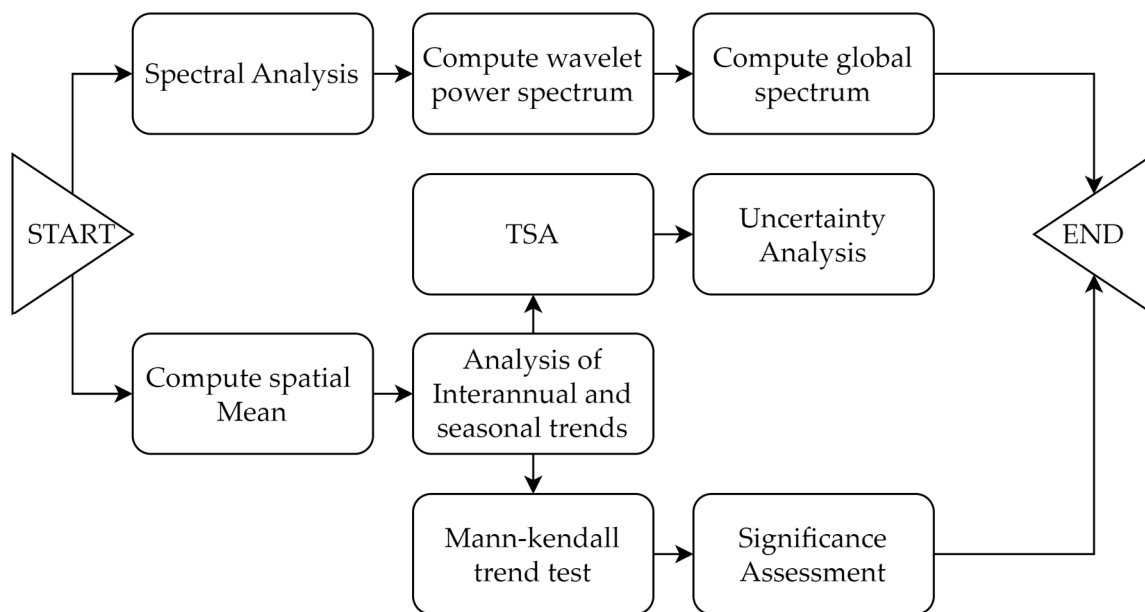 Spectral Analysis
Compute wavelet
power spectrum
Compute global
spectrum
START
TSA
Uncertainty
Analysis
END
Compute spatial
Mean
Analysis of
Interannual and
seasonal trends
Mann-kendall
trend test
Significance
Assessment